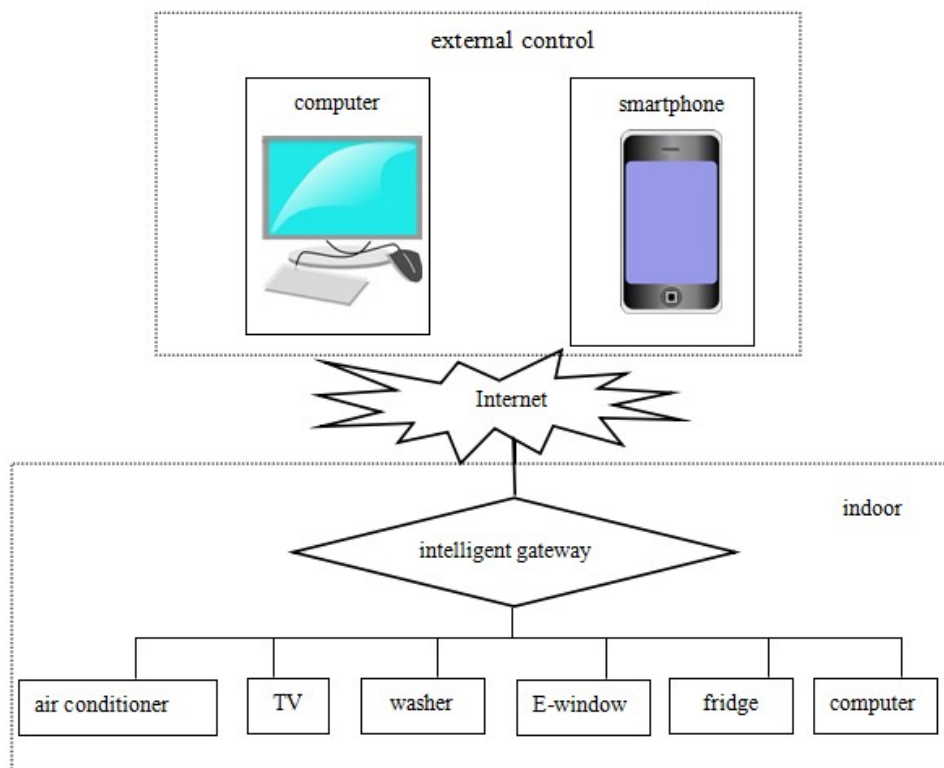 external control
computer
smartphone
Internet
indoor
intelligent gateway
air conditioner
TV
washer
E-window
fridge
computer